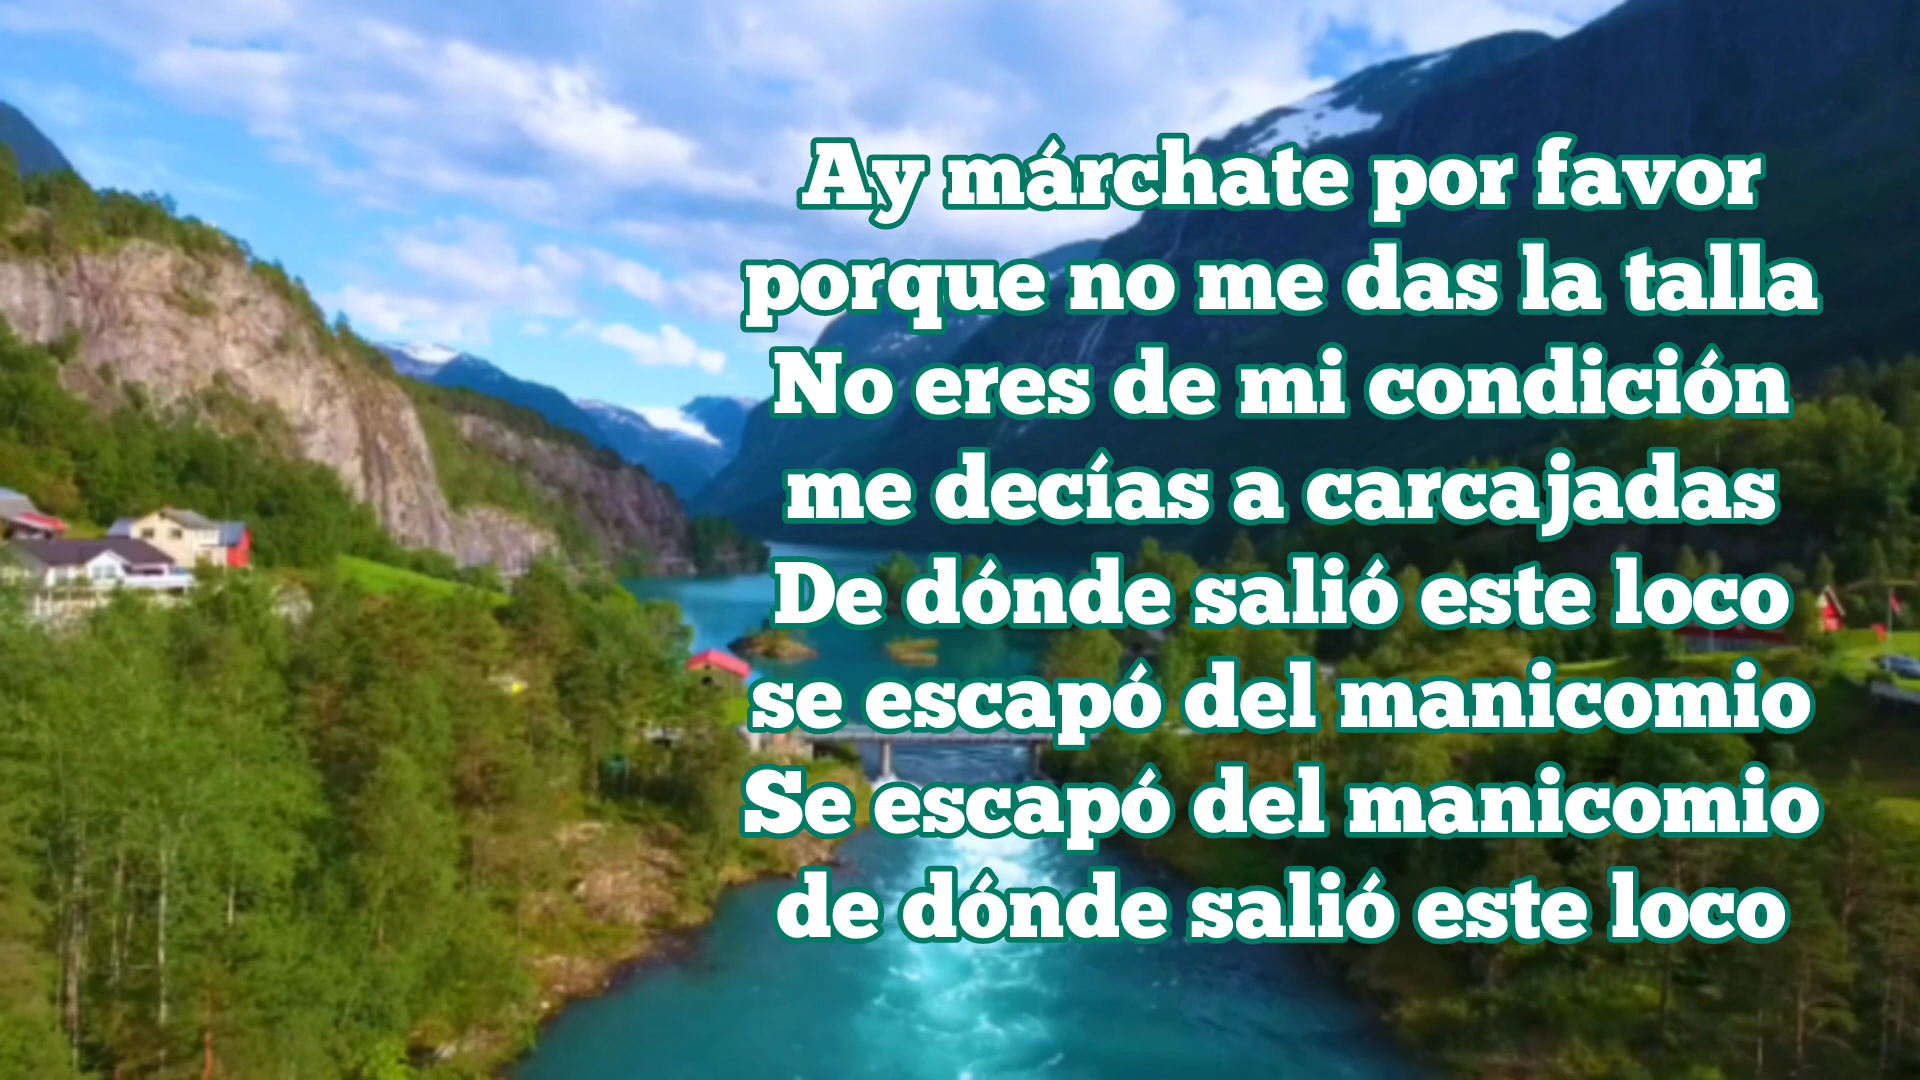 Ay márchate por favor
porque no me das la talla
No eres de mi condición
me decías a carcajadas
De dónde salió este loco
se escapó del manicomio
Se escapó del manicomio
de dónde salió este loco